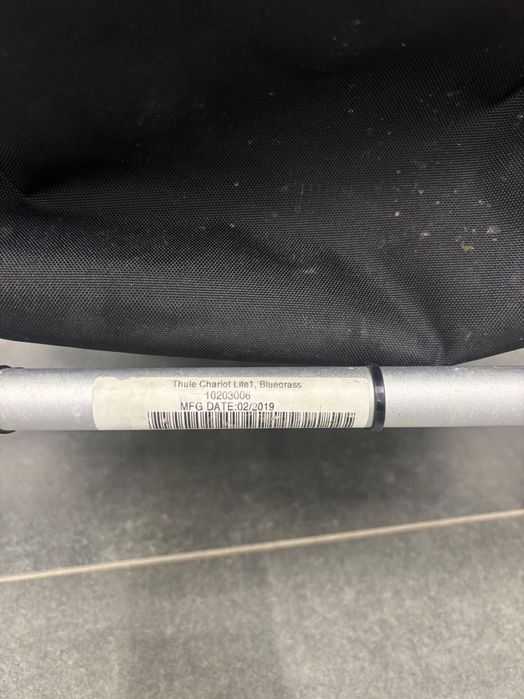 Thule Chariot Lite1, Bluegrass
10203006
MFG DATE:02/2019